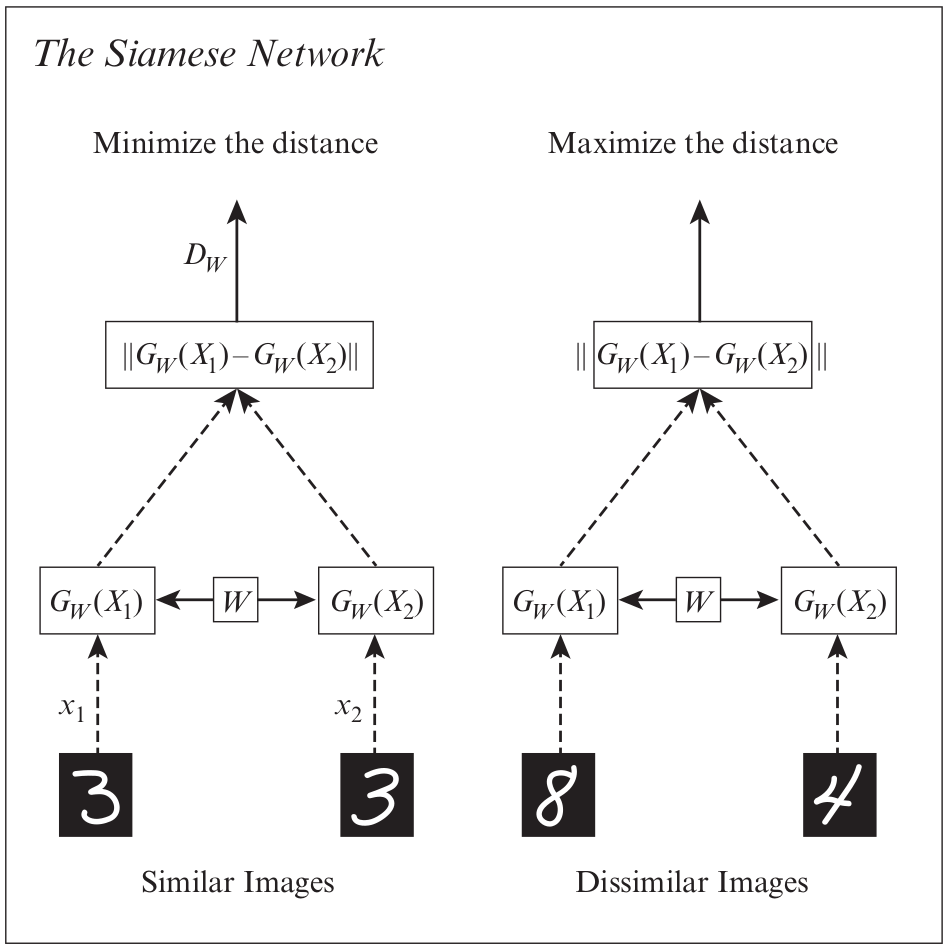 The Siamese Network
Minimize the distance
Maximize the distance
D_W
||G_W(X_1) – G_W(X_2)||
|| G_W(X_1) – G_W(X_2) ||
G_W(X_1)
W
G_W(X_2)
G_W(X_1)
W
G_W(X_2)
x_1
x_2
3
3
8
4
Similar Images
Dissimilar Images